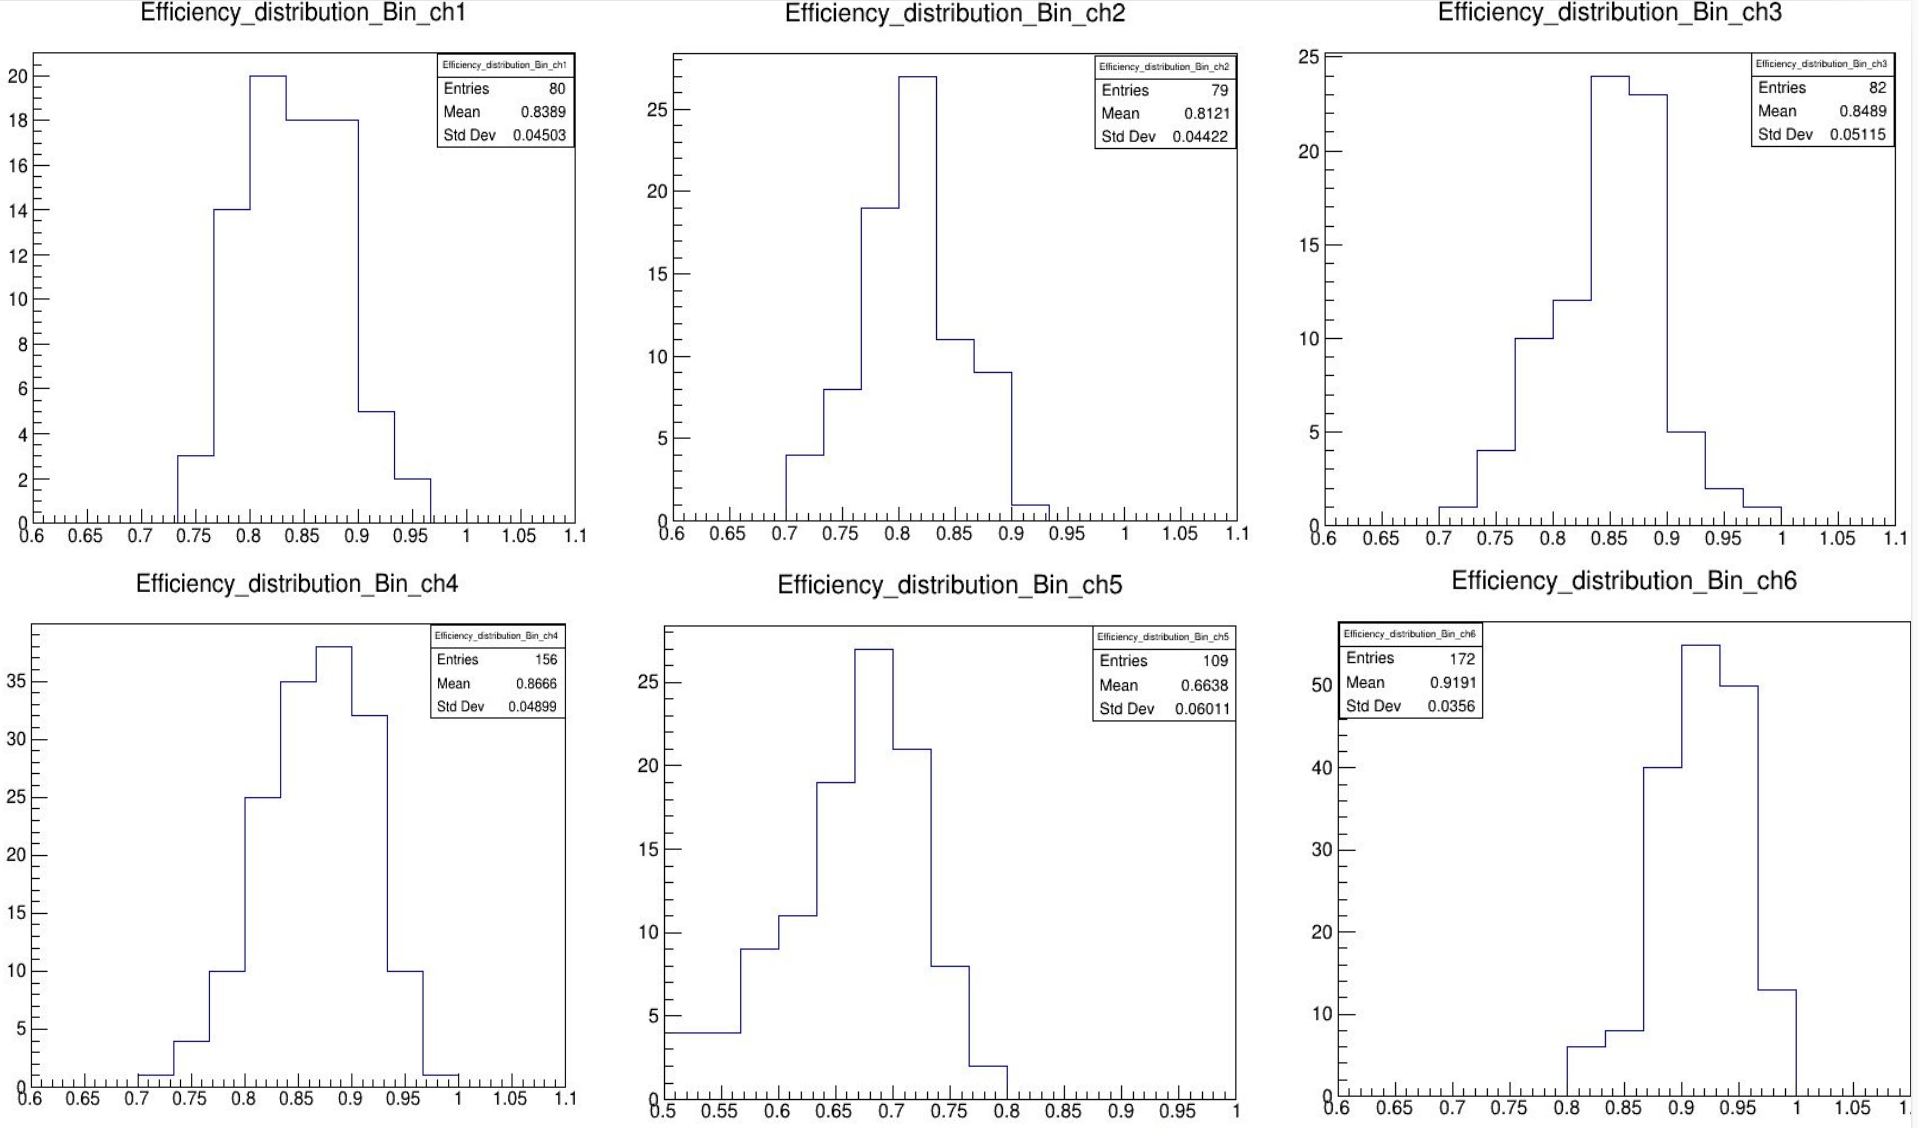 Efficiency_distribution_Bin_ch1
Efficiency_distribution_Bin_ch1
Entries 80
Mean 0.8389
Std Dev 0.04503
20
18
16
14
12
10
8
6
4
2
0
0.6 0.65 0.7 0.75 0.8 0.85 0.9 0.95 1 1.05 1.1
Efficiency_distribution_Bin_ch2
Efficiency_distribution_Bin_ch2
Entries 79
Mean 0.8121
Std Dev 0.04422
25
20
15
10
5
0
0.6 0.65 0.7 0.75 0.8 0.85 0.9 0.95 1 1.05 1.1
Efficiency_distribution_Bin_ch3
Efficiency_distribution_Bin_ch3
Entries 82
Mean 0.8489
Std Dev 0.05115
25
20
15
10
5
0
0.6 0.65 0.7 0.75 0.8 0.85 0.9 0.95 1 1.05 1.1
Efficiency_distribution_Bin_ch4
Efficiency_distribution_Bin_ch4
Entries 156
Mean 0.8666
Std Dev 0.04899
35
30
25
20
15
10
5
0
0.6 0.65 0.7 0.75 0.8 0.85 0.9 0.95 1 1.05 1.1
Efficiency_distribution_Bin_ch5
Efficiency_distribution_Bin_ch5
Entries 109
Mean 0.6638
Std Dev 0.06011
25
20
15
10
5
0
0.5 0.55 0.6 0.65 0.7 0.75 0.8 0.85 0.9 0.95 1
Efficiency_distribution_Bin_ch6
Efficiency_distribution_Bin_ch6
Entries 172
Mean 0.9191
Std Dev 0.0356
50
40
30
20
10
0
0.6 0.65 0.7 0.75 0.8 0.85 0.9 0.95 1 1.05 1.